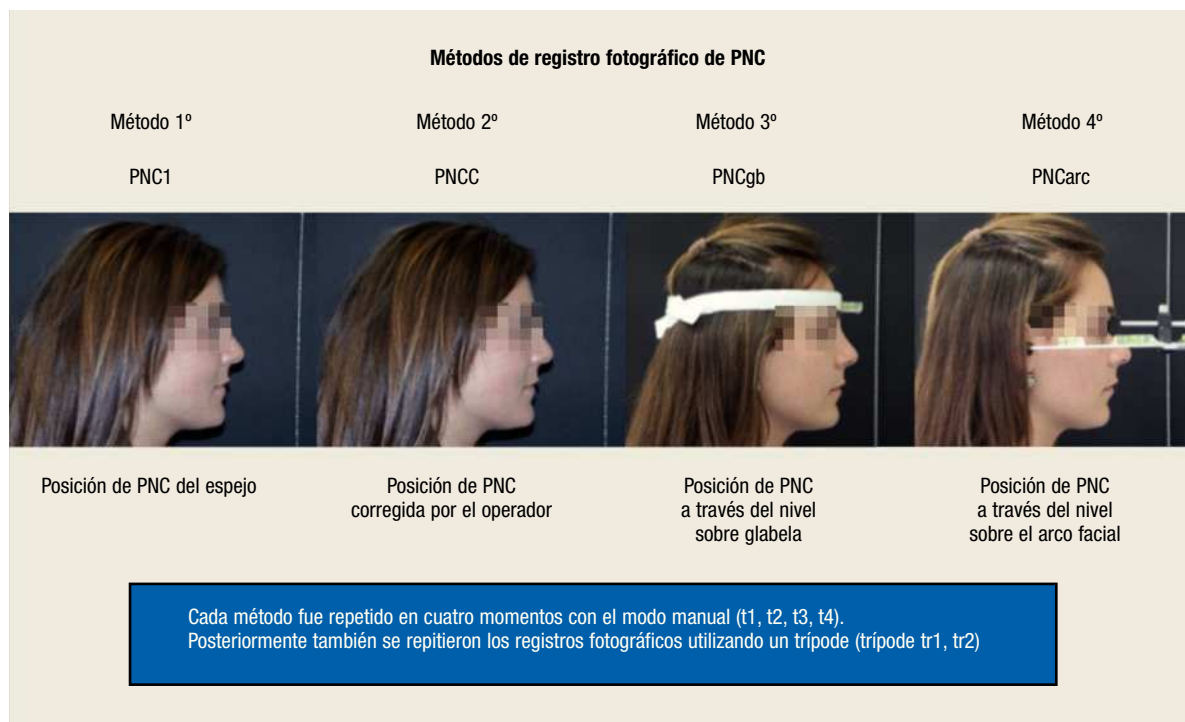 Métodos de registro fotográfico de PNC
Método 1º
Método 2º
Método 3º
Método 4º
PNC1
PNCC
PNCgb
PNCarc
Posición de PNC del espejo
Posición de PNC
corregida por el operador
Posición de PNC
a través del nivel
sobre glabela
Posición de PNC
a través del nivel
sobre el arco facial
Cada método fue repetido en cuatro momentos con el modo manual (t1, t2, t3, t4).
Posteriormente también se repitieron los registros fotográficos utilizando un trípode (trípode tr1, tr2)